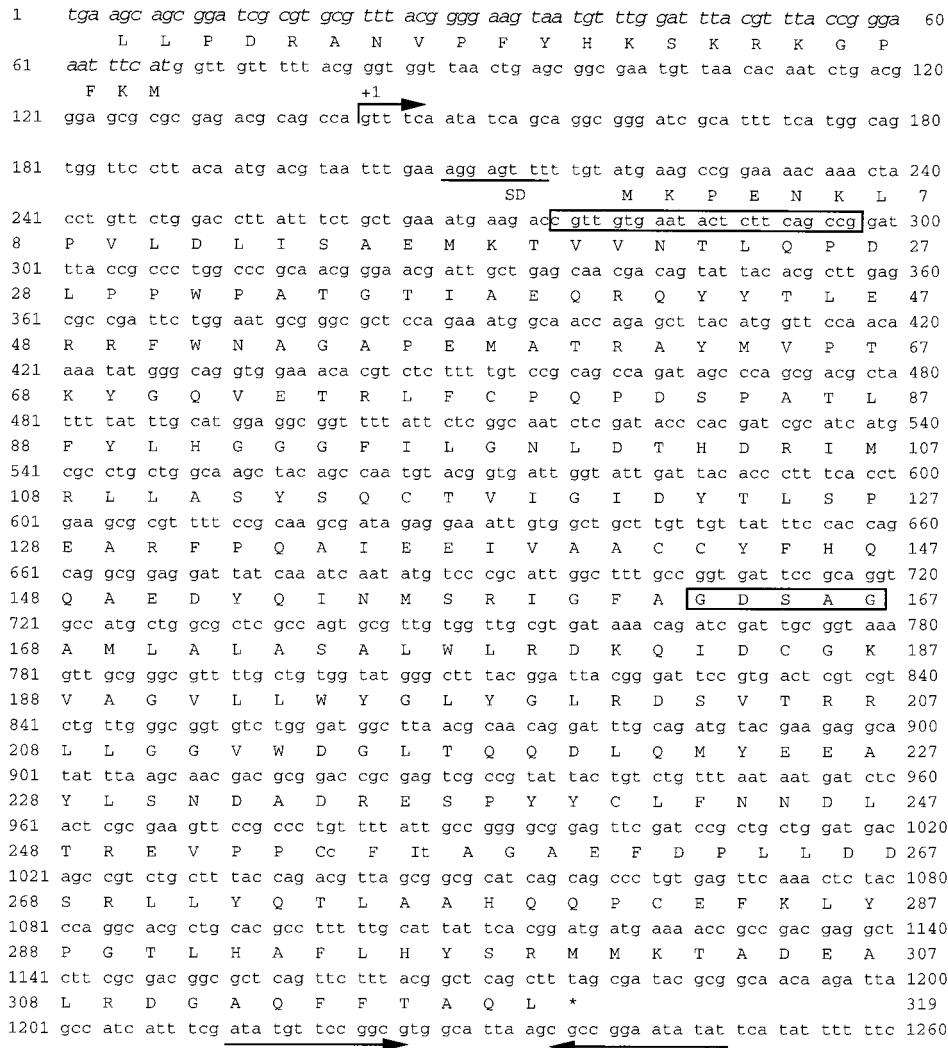 1 tga aagc agc gga tcg cgt gcg ttt acg ggg aag taa tgt ttg gat tta cgt tta ccg gga 60
L L P D R A N V P F Y H K S K R K G P
61 aat ttc atg gtt gtt ttt acg ggt ggt taa ctg agc ggc gaa tgt taa cac aat ctg acg 120
F K M +1
121 gga gcg cgc gag acg cag cca gtt tca ata tca gca ggc ggg atc gca ttt tca tgg cag 180
181 tgg ttc ctt aca atg acg taa ttt gaa agg agt ttt tgt atg aag ccg gaa aac aaa cta 240
SD M K P E N K L 7
241 cct gtt ctg gac ctt att tct gct gaa atg aag acc gtt gtg aat act ctt cag ccg gat 300
8 P V L D L I S A E M K T V V N T L Q P D 27
301 tta ccg ccc tgg ccc gca acg gga acg att gct gag caa cga cag tat tac acg ctt gag 360
28 L P P W P A T G T I A E Q R Q Y Y T L E 47
361 cgc cga ttc tgg aat gcg ggc gct cca gaa atg gca acc aga gct tac atg gtt cca aca 420
48 R R F W N A G A P E M A T R A Y M V P T 67
421 aaa tat ggg cag gtg gaa aca cgt ctc ttt tgt ccg cag cca gat agc cca gcg acg cta 480
68 K Y G Q V E T R L F C P Q P D S P A T L 87
481 ttt tat ttg cat gga ggc ggt ttt att ctc ggc aat ctc gat acc cac gat cgc atc atg 540
88 F Y L H G G G F I L G N L D T H D R I M 107
541 cgc ctg ctg gca agc tac agc caa tgt acg gtg att ggt att gat tac acc ctt tca cct 600
108 R L L A S Y S Q C T V I G I D Y T L S P 127
601 gaa gcg cgt ttt ccg caa gcg ata gag gaa att gtg gct gct tgt tgt tat ttc cac cag 660
128 E A R F P Q A I E E I V A A C C Y F H Q 147
661 cag gcg gag gat tat caa atc aat atg tcc cgc att ggc ttt gcc ggt gat tcc gca ggt 720
148 Q A E D Y Q I N M S R I G F A G D S A G 167
721 gcc atg ctg gcg ctc gcc agt gcg ttg tgg ttg cgt gat aaa cag atc gat tgc ggt aaa 780
168 A M L A L A S A L W L R D K Q I D C G K 187
781 gtt gcg ggc gtt ttg ctg tgg tat ggg ctt tac gga tta cgg gat tcc gtg act cgt cgt 840
188 V A G V L L W Y G L Y G L R D S V T R R 207
841 ctg ttg ggc ggt gtc tgg gat ggc tta acg caa cag gat ttg cag atg tac gaa gag gca 900
208 L L G G V W D G L T Q Q D L Q M Y E E A 227
901 tat tta agc aac gac gcg gac cgc gag tcg ccg tat tac tgt ctg ttt aat aat gat ctc 960
228 Y L S N D A D R E S P Y Y C L F N N D L 247
961 act cgc gaa gtt ccg ccc tgt ttt att gcc ggg gcg gag ttc gat ccg ctg ctg gat gac 1020
248 T R E V P P Cc F It A G A E F D P L L D D 267
1021 agc cgt ctg ctt tac cag acg tta gcg gcg cat cag cag ccc tgt gag ttc aaa ctc tac 1080
268 S R L L Y Q T L A A H Q Q P C E F K L Y 287
1081 cca ggc acg ctg cac gcc ttt ttg cat tat tca cgg atg atg aaa acc gcc gac gag gct 1140
288 P G T L H A F L H Y S R M M K T A D E A 307
1141 ctt cgc gac ggc gct cag ttc ttt acg gct cag ctt tag cga tac gcg gca aca aga tta 1200
308 L R D G A Q F F T A Q L * 319
1201 gcc atc att tcg ata tgt tcc ggc gtg gca tta agc gcc gga ata tat tca tat ttt ttc 1260